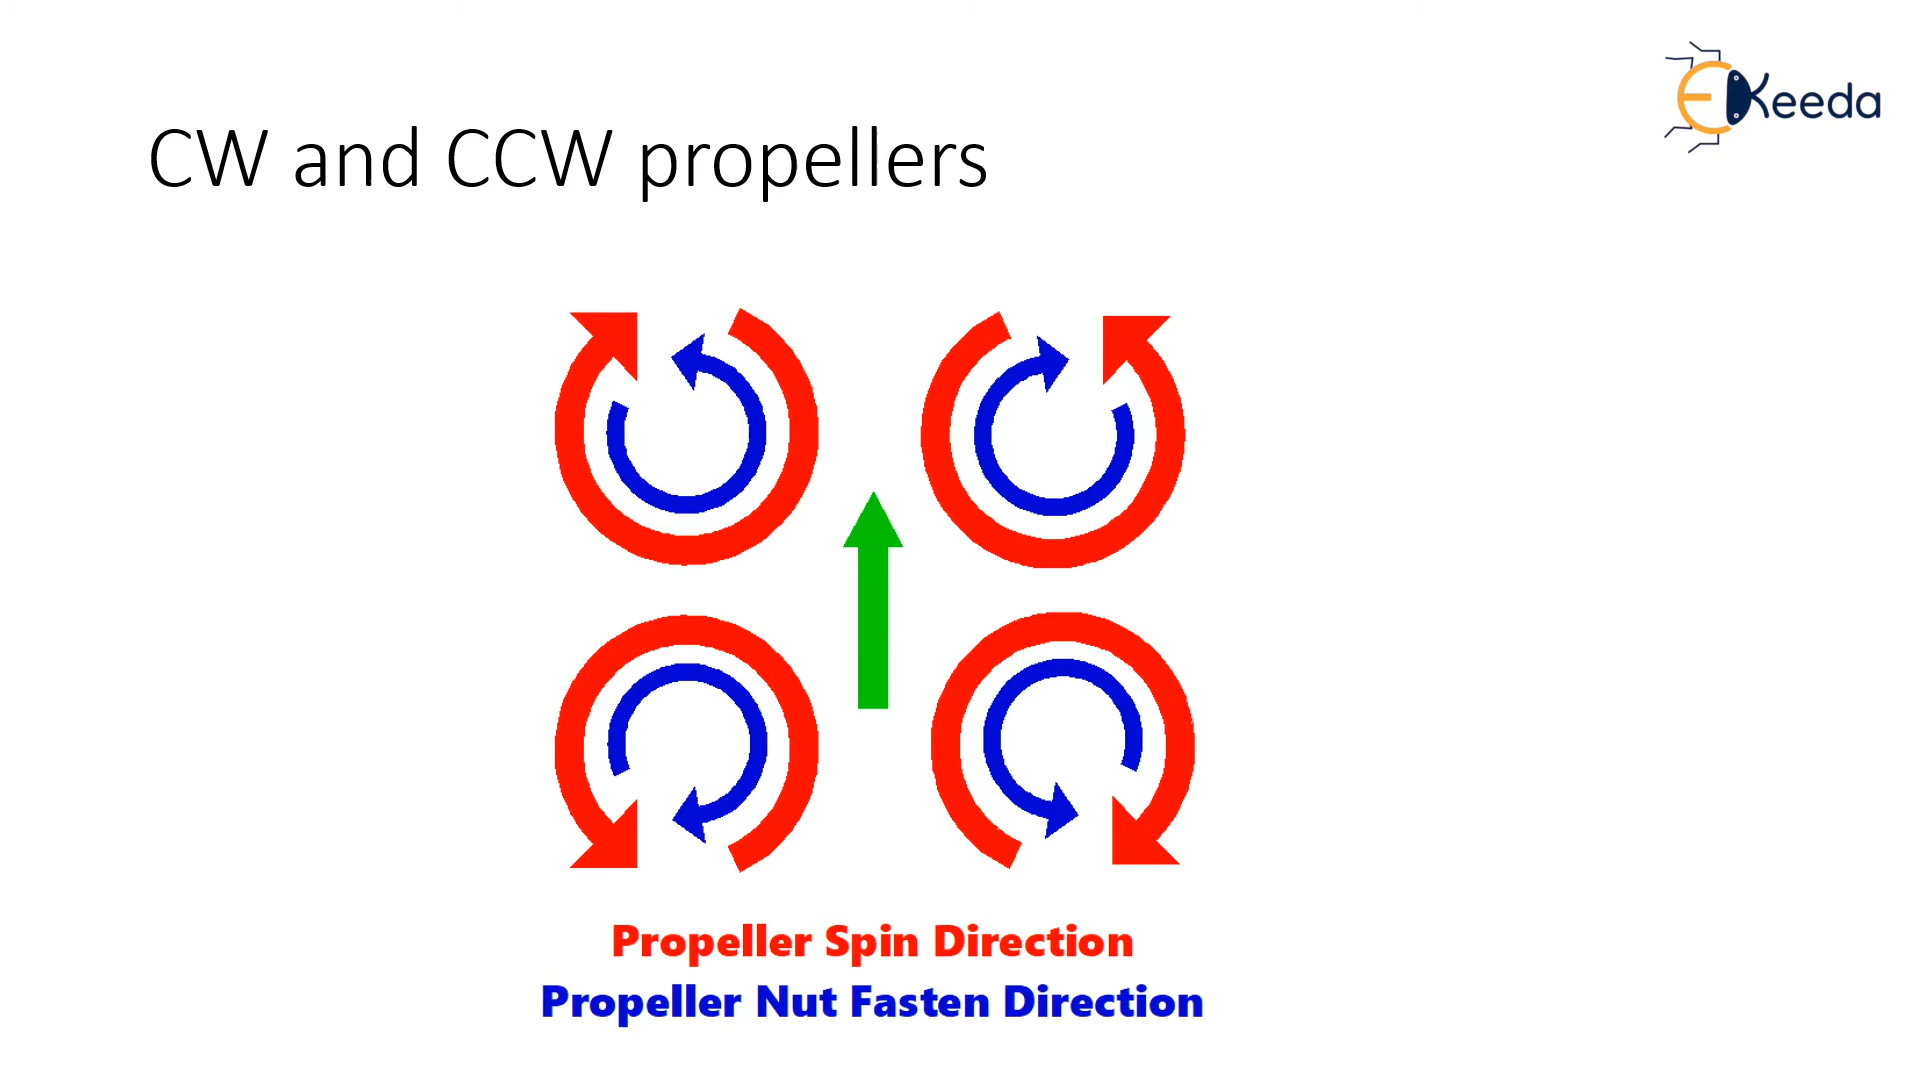 EKeeda
CW and CCW propellers
Propeller Spin Direction
Propeller Nut Fasten Direction